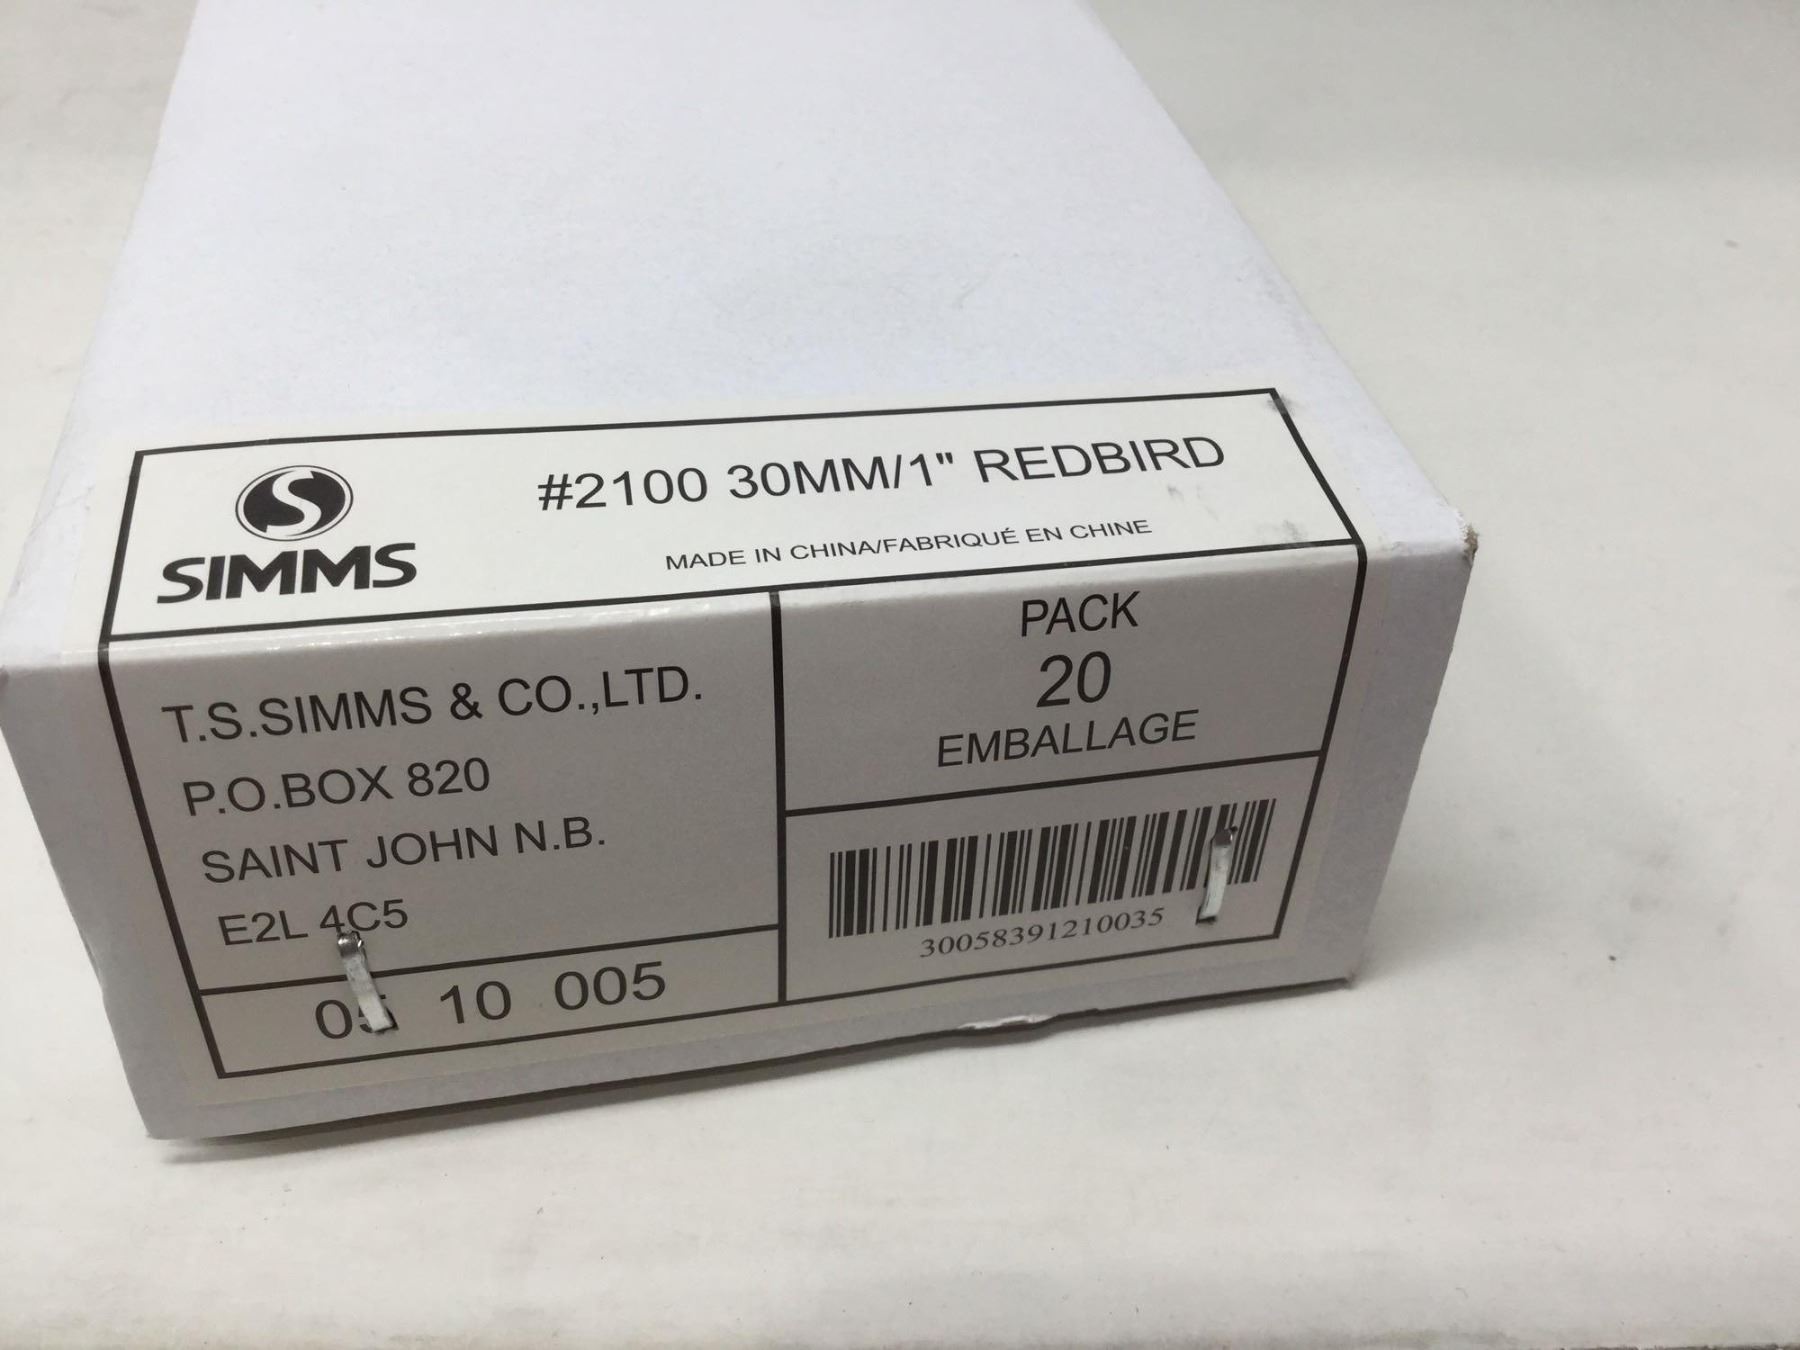 S
SIMMS
#2100 30MM/1" REDBIRD
MADE IN CHINA/FABRIQUÉ EN CHINE
T.S.SIMMS & CO.,LTD.
P.O.BOX 820
SAINT JOHN N.B.
E2L 4C5
05 10 005
PACK
20
EMBALLAGE
30058391210035